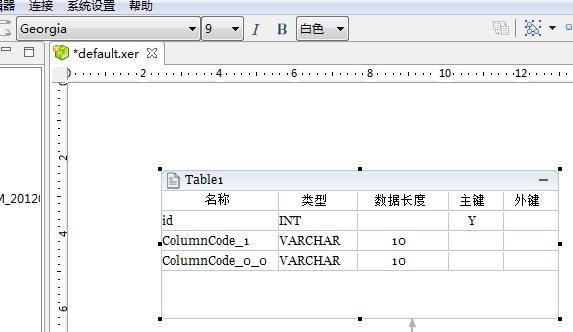 连接 系统设置 帮助
Georgia 9 I B 白色
*default.xer
0 2 4 6 8 10 12
2
4
6
M_2012
Table1
名称 类型 数据长度 主键 外键
id INT Y
ColumnCode_1 VARCHAR 10
ColumnCode_0_0 VARCHAR 10